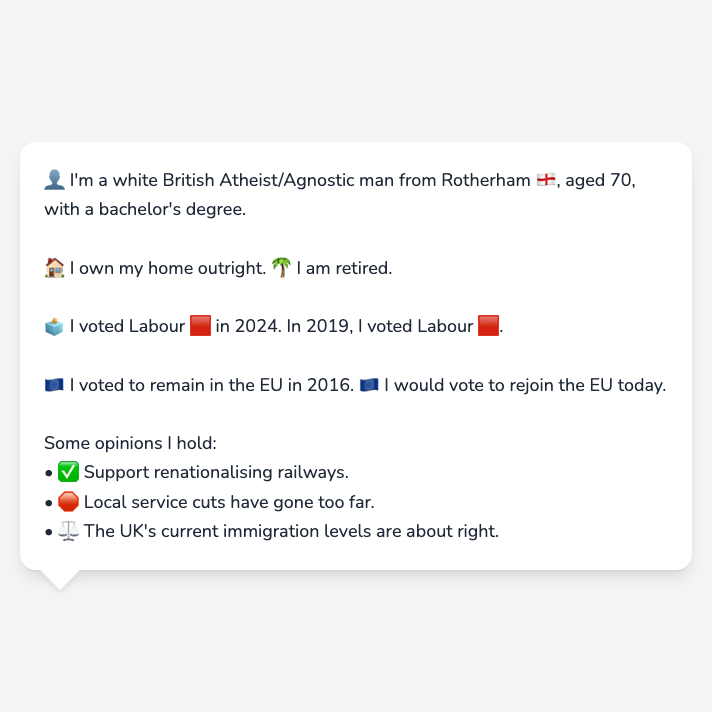 👤 I'm a white British Atheist/Agnostic man from Rotherham 🏴󠁧󠁢󠁥󠁮󠁧󠁿, aged 70,
with a bachelor's degree.
🏠 I own my home outright. 🌴 I am retired.
🗳️ I voted Labour 🟥 in 2024. In 2019, I voted Labour 🟥.
🇪🇺 I voted to remain in the EU in 2016. 🇪🇺 I would vote to rejoin the EU today.
Some opinions I hold:
• ✅ Support renationalising railways.
• 🛑 Local service cuts have gone too far.
• ⚖️ The UK's current immigration levels are about right.